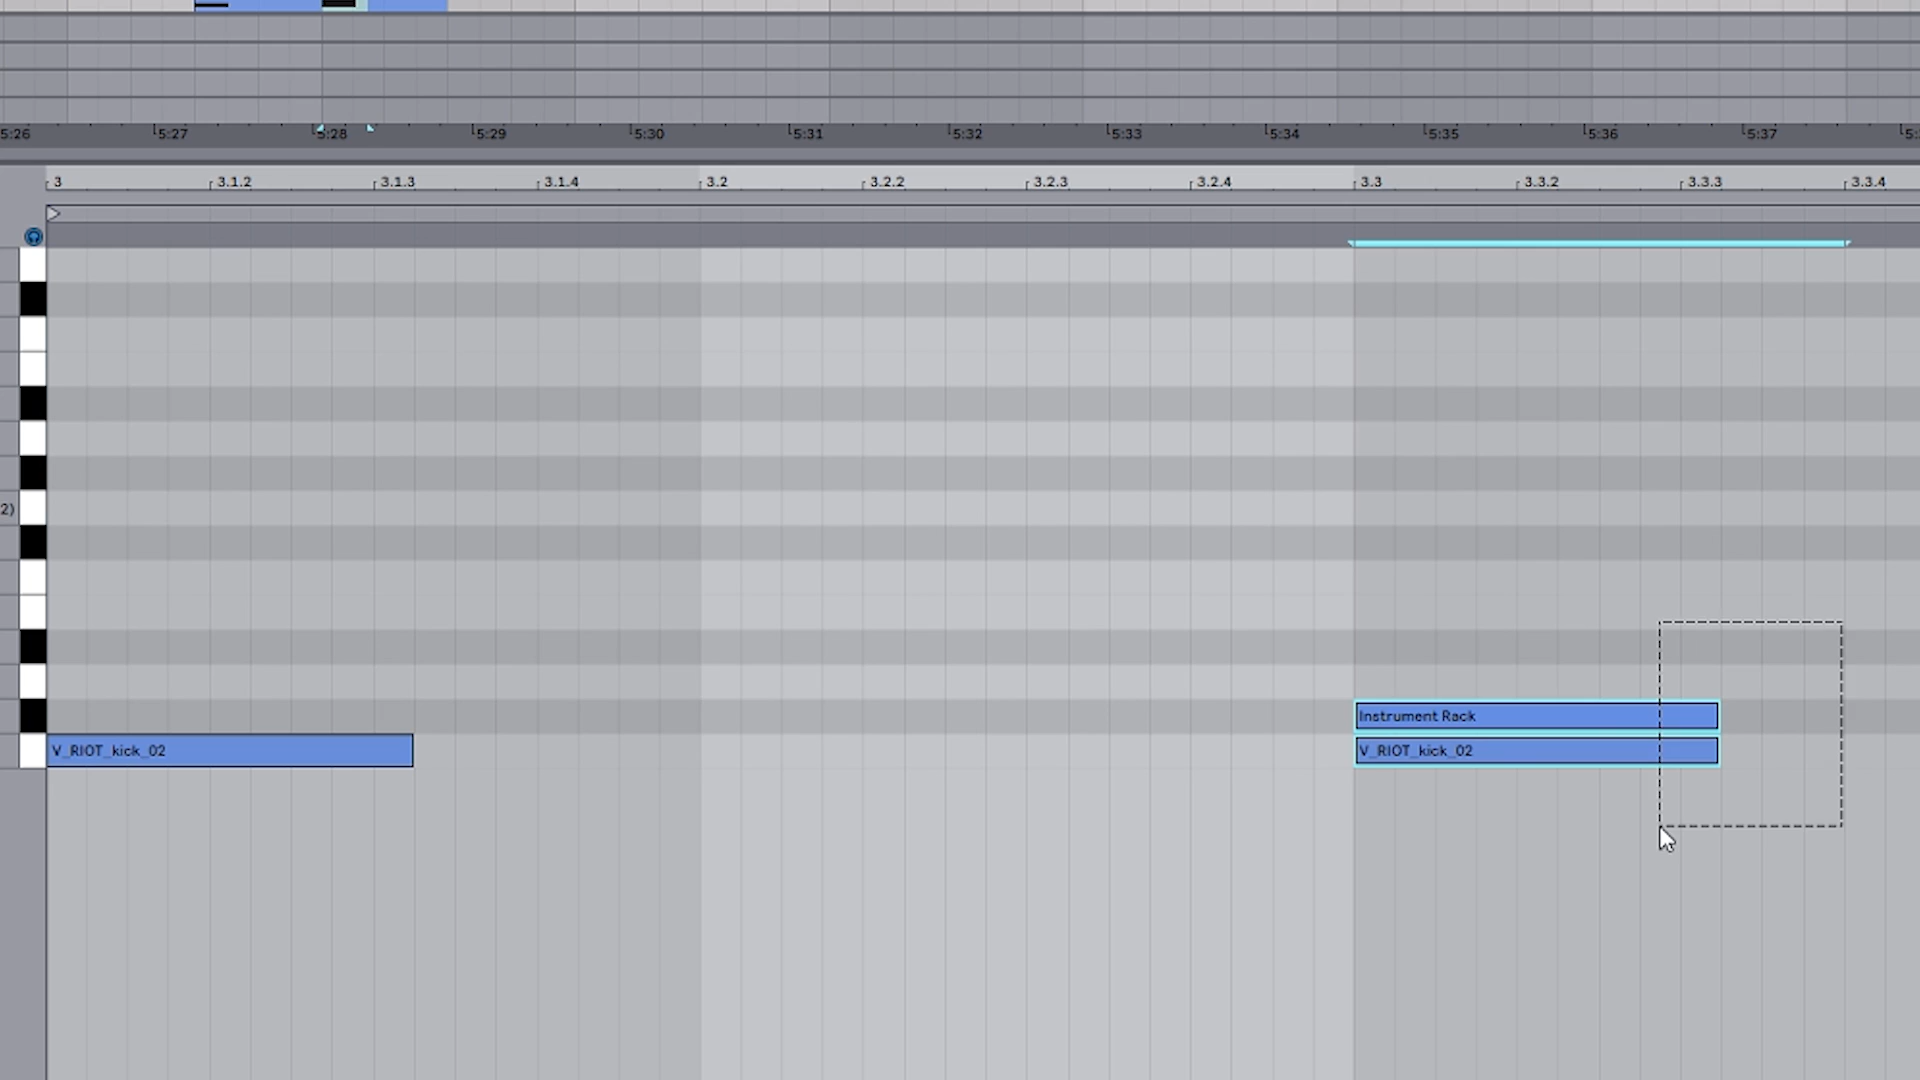 5:26 5:27 5:28 5:29 5:30 5:31 5:32 5:33 5:34 5:35 5:36 5:37 5:
3 3.1.2 3.1.3 3.1.4 3.2 3.2.2 3.2.3 3.2.4 3.3 3.3.2 3.3.3 3.3.4
2)
Instrument Rack
V_RIOT_kick_02 V_RIOT_kick_02